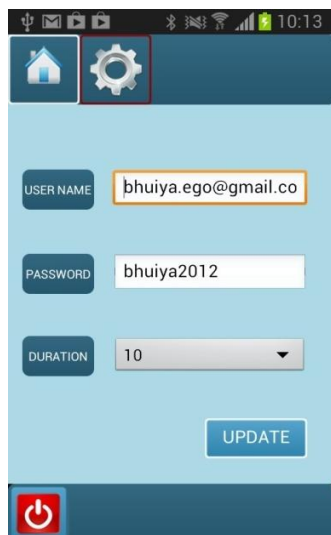 10:13
USER NAME
bhuiya.ego@gmail.co
PASSWORD
bhuiya2012
DURATION
10
UPDATE